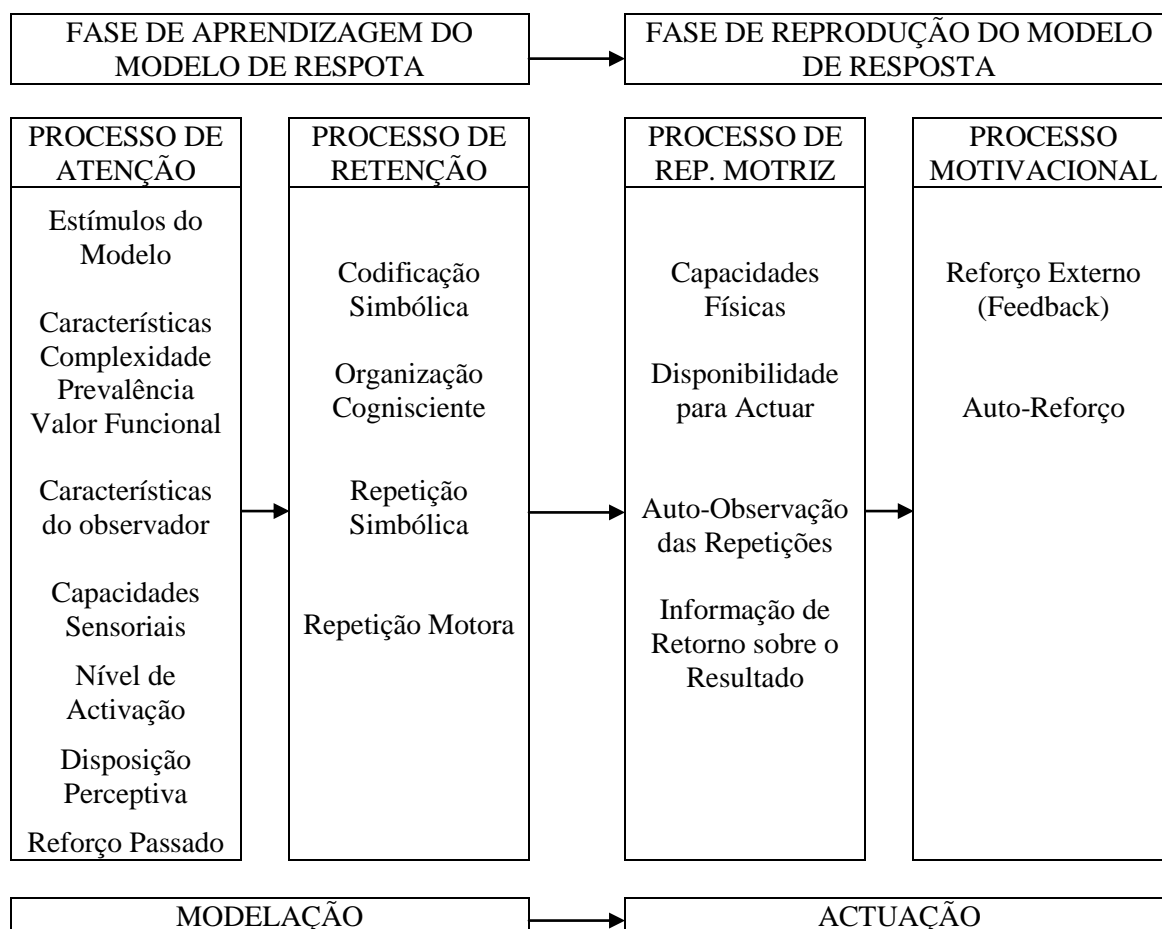 FASE DE APRENDIZAGEM DO
MODELO DE RESPOTA
FASE DE REPRODUÇÃO DO MODELO
DE RESPOSTA
PROCESSO DE
ATENÇÃO
Estímulos do
Modelo
Característícas
Complexidade
Prevalência
Valor Funcional
Característícas
do observador
Capacidades
Sensoriais
Nível de
Activação
Disposição
Perceptiva
Reforço Passado
PROCESSO DE
RETENÇÃO
Codificação
Simbólica
Organização
Cognisciente
Repetição
Simbólica
Repetição Motora
PROCESSO DE
REP. MOTRIZ
Capacidades
Físicas
Disponibilidade
para Actuar
Auto-Observação
das Repetições
Informação de
Retorno sobre o
Resultado
PROCESSO
MOTIVACIONAL
Reforço Externo
(Feedback)
Auto-Reforço
MODELAÇÃO
ACTUAÇÃO